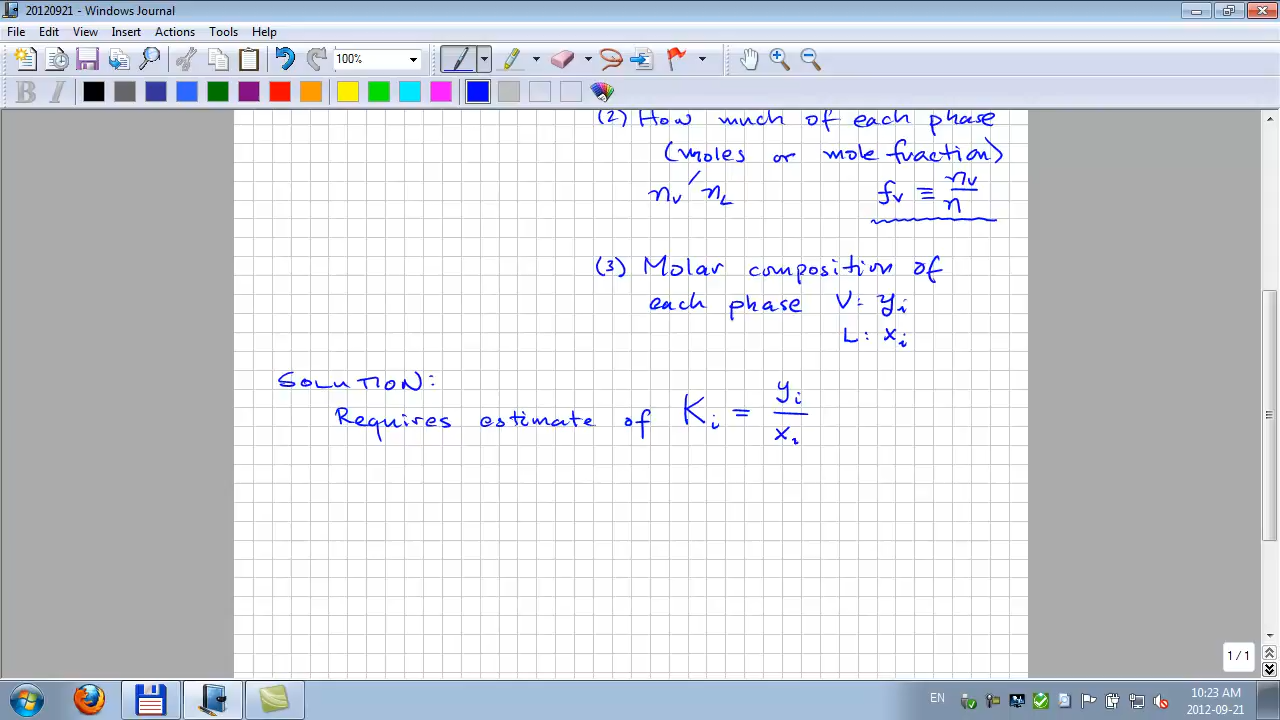 20120921 - Windows Journal
File Edit View Insert Actions Tools Help
100%
B I
(2) How much of each phase
(moles or mole fraction)
nᵥ nL fᵥ ≡ nᵥ/n
(3) Molar composition of
each phase V: yᵢ
L: xᵢ
SOLUTION:
Requires estimate of Kᵢ = yᵢ/xᵢ
1 / 1
EN 10:23 AM
2012-09-21